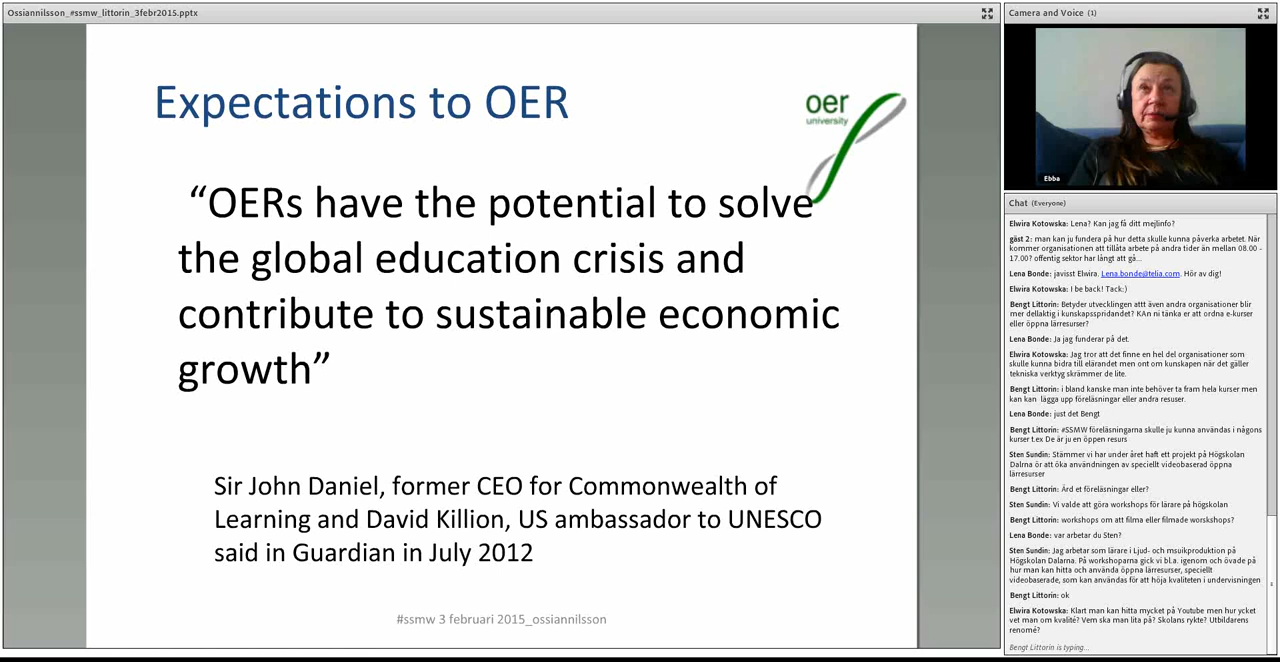 Ossiannilsson_#ssmw_littorin_3febr2015.pptx
Expectations to OER
oer
university
“OERs have the potential to solve
the global education crisis and
contribute to sustainable economic
growth”
Sir John Daniel, former CEO for Commonwealth of
Learning and David Killion, US ambassador to UNESCO
said in Guardian in July 2012
#ssmw 3 februari 2015_ossiannilsson
Camera and Voice (1)
Ebba
Chat (Everyone)
Elwira Kotowska: Lena? Kan jag få ditt mejlinfo?
gäst 2: man kan ju fundera på hur detta skulle kunna påverka arbetet. När
kommer organisationen att tillåta arbete på andra tider än mellan 08.00 -
17.00? offentig sektor har långt att gå...
Lena Bonde: javisst Elwira. Lena.bonde@telia.com. Hör av dig!
Elwira Kotowska: I be back! Tack:)
Bengt Littorin: Betyder utvecklingen attt även andra organisationer blir
mer dellaktig i kunskapsspridandet? KAn ni tänka er att ordna e-kurser
eller öppna lärresurser?
Lena Bonde: Ja jag funderar på det.
Elwira Kotowska: Jag tror att det finne en hel del organisationer som
skulle kunna bidra till elärandet men ont om kunskapen när det gäller
tekniska verktyg skrämmer de lite.
Bengt Littorin: i bland kanske man inte behöver ta fram hela kurser men
kan kan lägga upp föreläsningar eller andra resuser.
Lena Bonde: just det Bengt
Bengt Littorin: #SSMW föreläsningarna skulle ju kunna användas i någons
kurser t.ex De är ju en öppen resurs
Sten Sundin: Stämmer vi har under året haft ett projekt på Högskolan
Dalrna ör att öka användningen av speciellt videobaserad öppna
lärresurser
Bengt Littorin: Ärd et föreläsningar eller?
Sten Sundin: Vi valde att göra workshops för lärare på högskolan
Bengt Littorin: workshops om att filma eller filmade worskshops?
Lena Bonde: var arbetar du Sten?
Sten Sundin: Jag arbetar som lärare i Ljud- och msuikproduktion på
Högskolan Dalarna. På workshoparna gick vi bl.a. igenom och övade på
hur man kan hitta och använda öppna lärresurser, speciellt
videobaserade, som kan användas för att höja kvaliteten i undervisningen
Bengt Littorin: ok
Elwira Kotowska: Klart man kan hitta mycket på Youtube men hur ycket
vet man om kvalité? Vem ska man lita på? Skolans rykte? Utbildarens
renomé?
Bengt Littorin is typing...